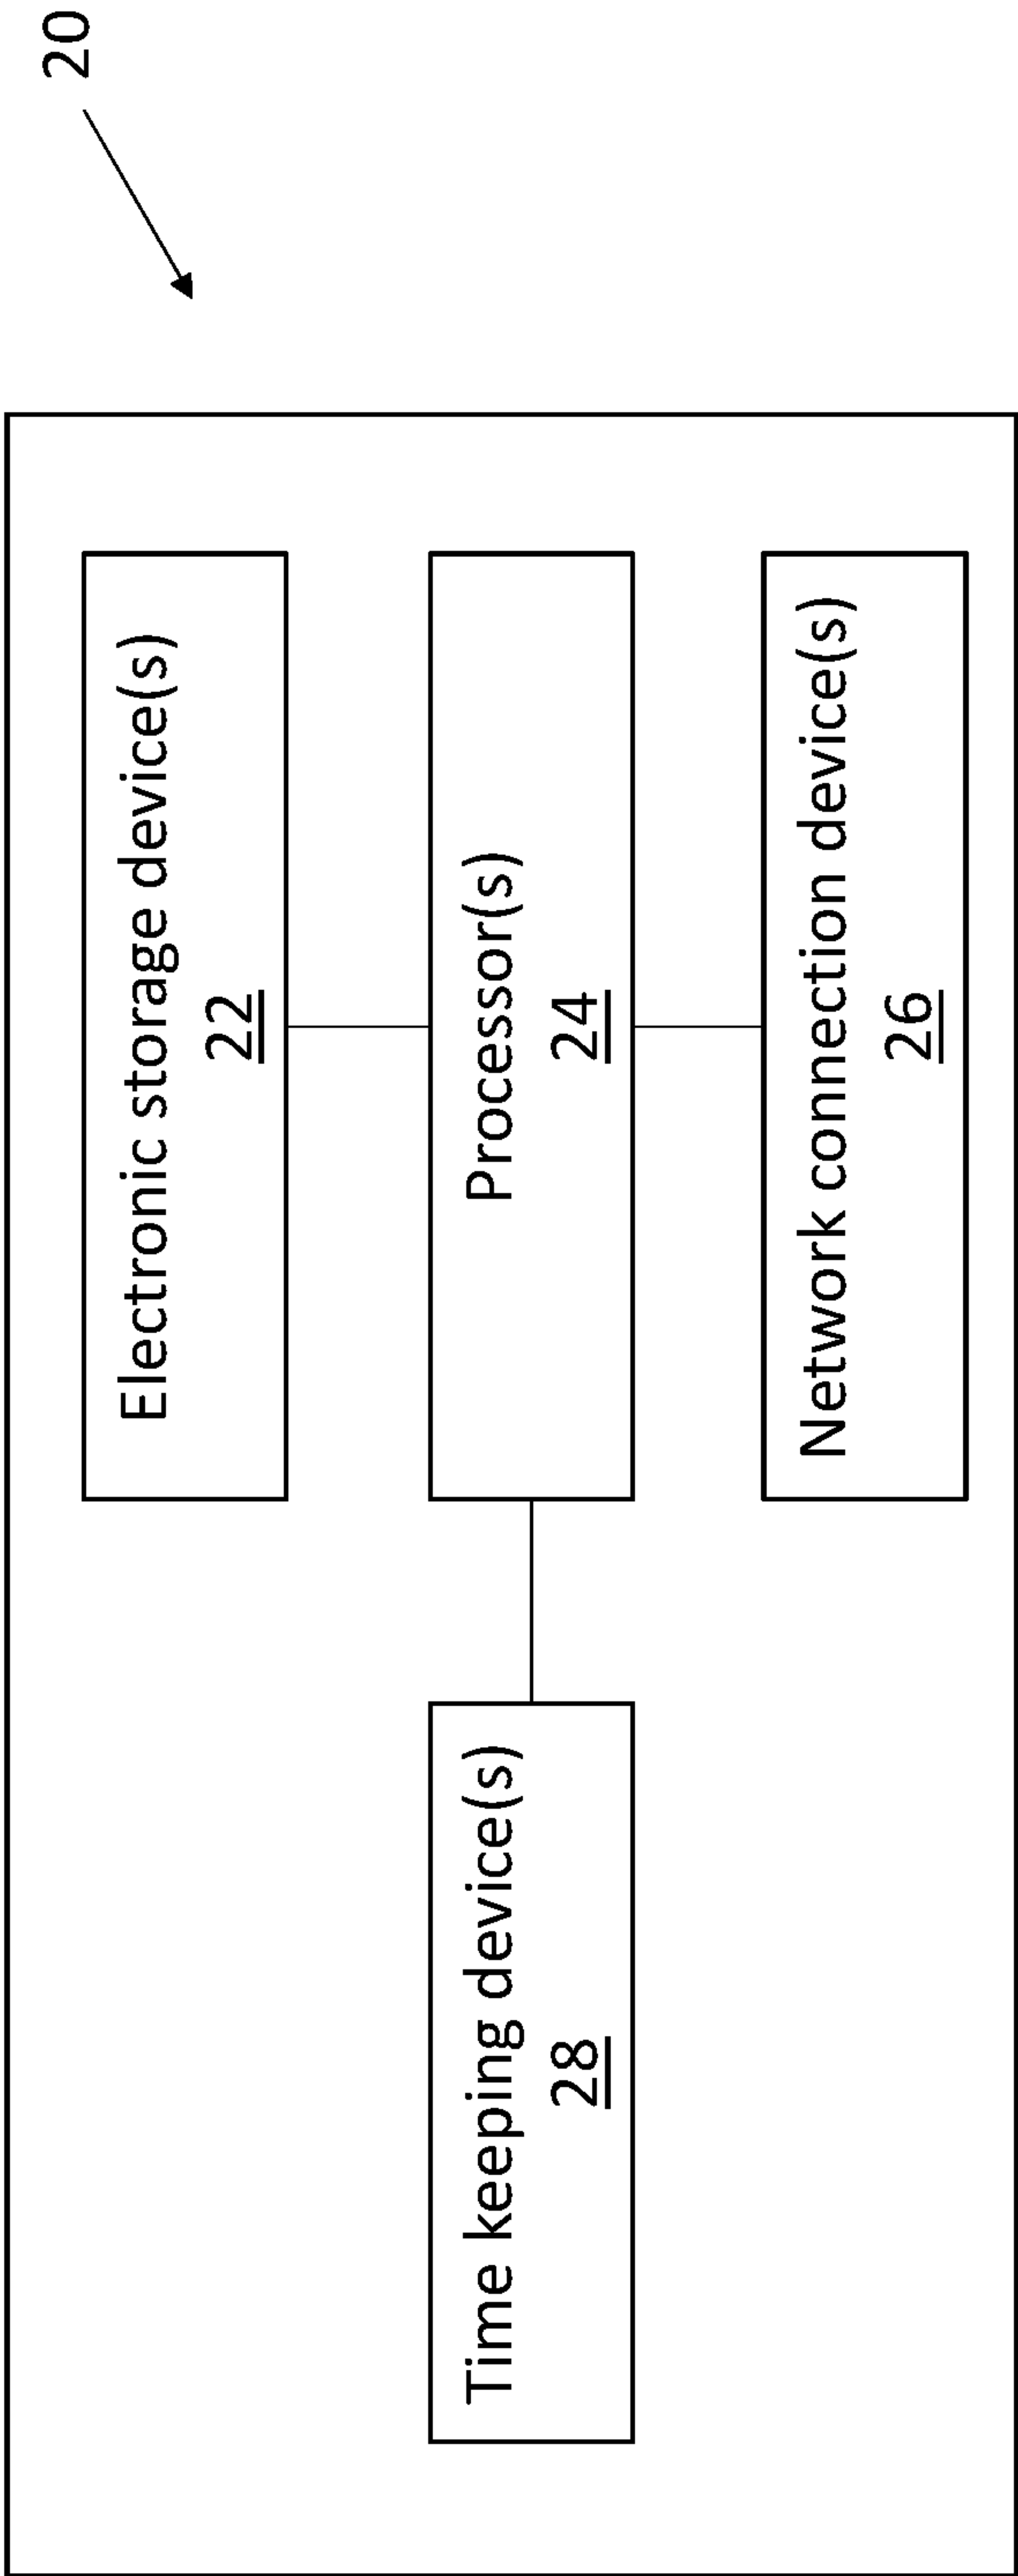 20
Electronic storage device(s)
22
Time keeping device(s)
28
Processor(s)
24
Network connection device(s)
26